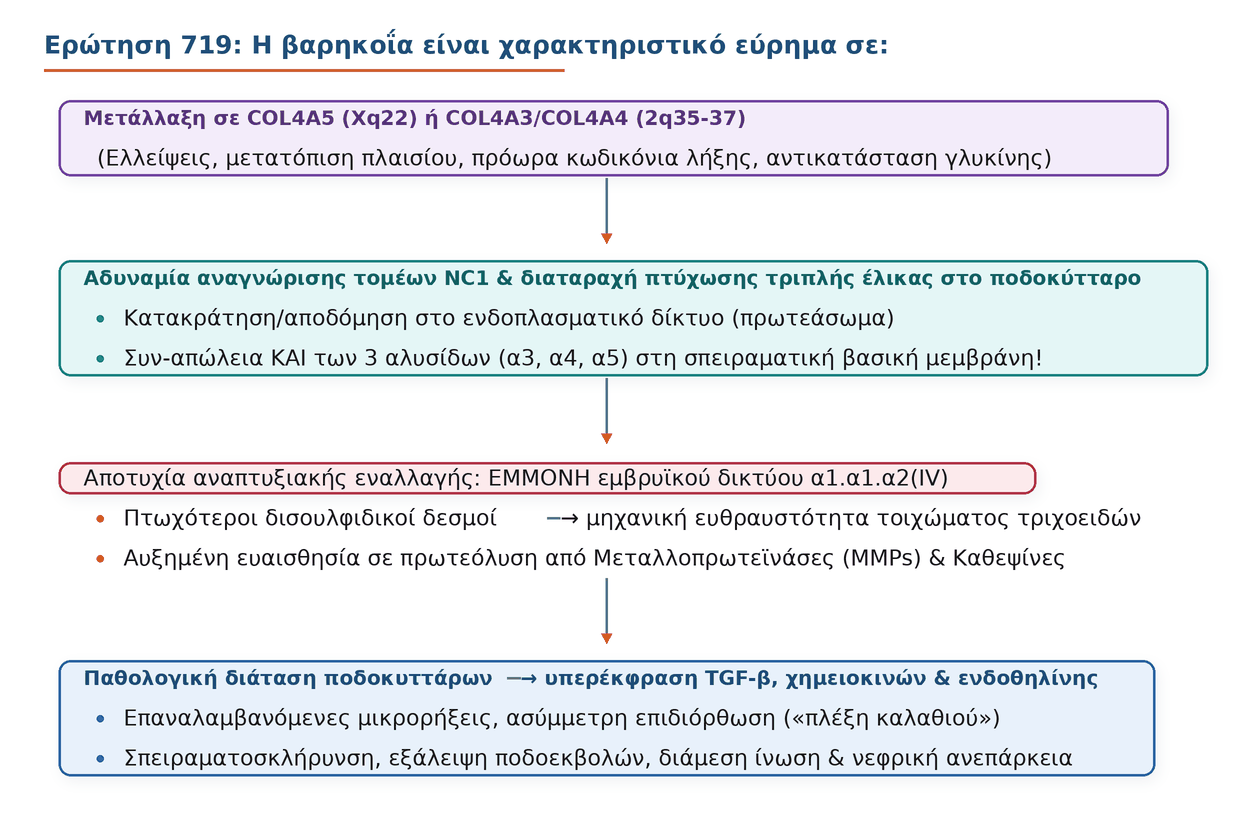 Ερώτηση 719: Η βαρηκοΐα είναι χαρακτηριστικό εύρημα σε:
Μετάλλαξη σε COL4A5 (Xq22) ή COL4A3/COL4A4 (2q35-37)
(Ελλείψεις, μετατόπιση πλαισίου, πρόωρα κωδικόνια λήξης, αντικατάσταση γλυκίνης)
Αδυναμία αναγνώρισης τομέων NC1 & διαταραχή πτύχωσης τριπλής έλικας στο ποδοκύτταρο
• Κατακράτηση/αποδόμηση στο ενδοπλασματικό δίκτυο (πρωτεάσωμα)
• Συν-απώλεια ΚΑΙ των 3 αλυσίδων (α3, α4, α5) στη σπειραματική βασική μεμβράνη!
Αποτυχία αναπτυξιακής εναλλαγής: ΕΜΜΟΝΗ εμβρυϊκού δικτύου α1.α1.α2(IV)
• Πτωχότεροι δισουλφιδικοί δεσμοί ─→ μηχανική ευθραυστότητα τοιχώματος τριχοειδών
• Αυξημένη ευαισθησία σε πρωτεόλυση από Μεταλλοπρωτεϊνάσες (MMPs) & Καθεψίνες
Παθολογική διάταση ποδοκυττάρων ─→ υπερέκφραση TGF-β, χημειοκινών & ενδοθηλίνης
• Επαναλαμβανόμενες μικρορήξεις, ασύμμετρη επιδιόρθωση («πλέξη καλαθιού»)
• Σπειραματοσκλήρυνση, εξάλειψη ποδοεκβολών, διάμεση ίνωση & νεφρική ανεπάρκεια